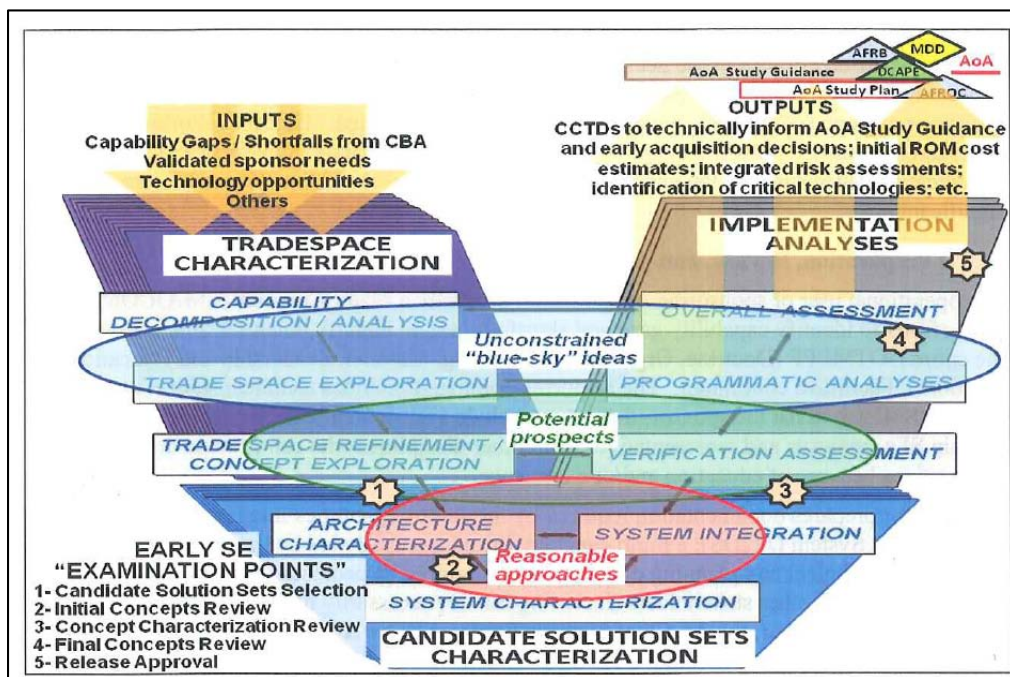 AFRB
MDD
AoA
AoA Study Guidance
DCAPE
AoA Study Plan
AFROC
INPUTS
Capability Gaps / Shortfalls from CBA
Validated sponsor needs
Technology opportunities
Others
OUTPUTS
CCTDs to technically inform AoA Study Guidance
and early acquisition decisions; initial ROM cost
estimates; integrated risk assessments;
identification of critical technologies; etc.
TRADESPACE
CHARACTERIZATION
IMPLEMENTATION
ANALYSES
5
CAPABILITY
DECOMPOSITION / ANALYSIS
OVERALL ASSESSMENT
4
Unconstrained
"blue-sky" ideas
TRADE SPACE EXPLORATION
PROGRAMMATIC ANALYSES
Potential
prospects
TRADE SPACE REFINEMENT /
CONCEPT EXPLORATION
VERIFICATION ASSESSMENT
1
3
ARCHITECTURE
CHARACTERIZATION
SYSTEM INTEGRATION
2
Reasonable
approaches
SYSTEM CHARACTERIZATION
CANDIDATE SOLUTION SETS
CHARACTERIZATION
EARLY SE
"EXAMINATION POINTS"
1- Candidate Solution Sets Selection
2- Initial Concepts Review
3- Concept Characterization Review
4- Final Concepts Review
5- Release Approval
1